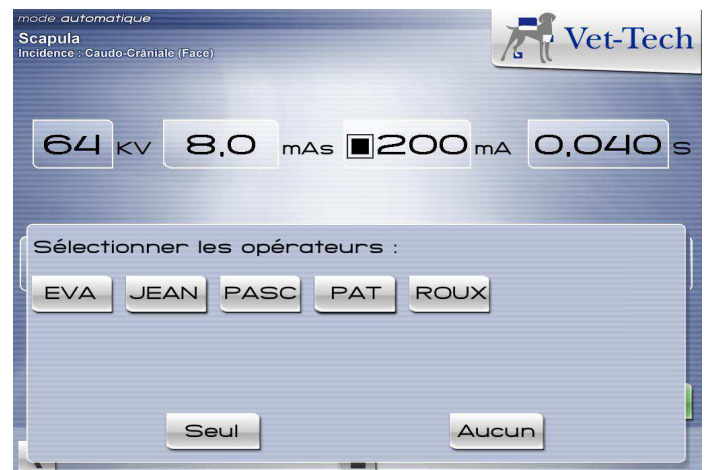 mode automatique
Scapula
Incidence : Caudo-Crâniale (Face)
Vet-Tech
64 KV 8,0 mAs 200 mA 0,040 S
Sélectionner les opérateurs :
EVA JEAN PASC PAT ROUX
Seul Aucun